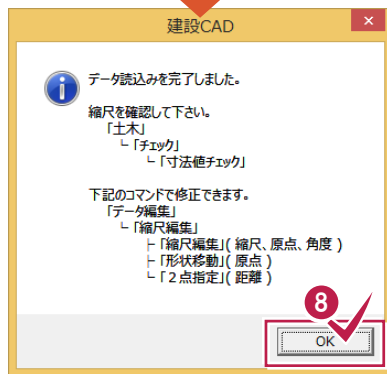 建設CAD
データ読込みを完了しました。
縮尺を確認して下さい。
「土木」
└「チェック」
└「寸法値チェック」
下記のコマンドで修正できます。
「データ編集」
└「縮尺編集」
├「縮尺編集」( 縮尺、原点、角度 )
├「形状移動」( 原点 )
└「２点指定」( 距離 )
8
OK